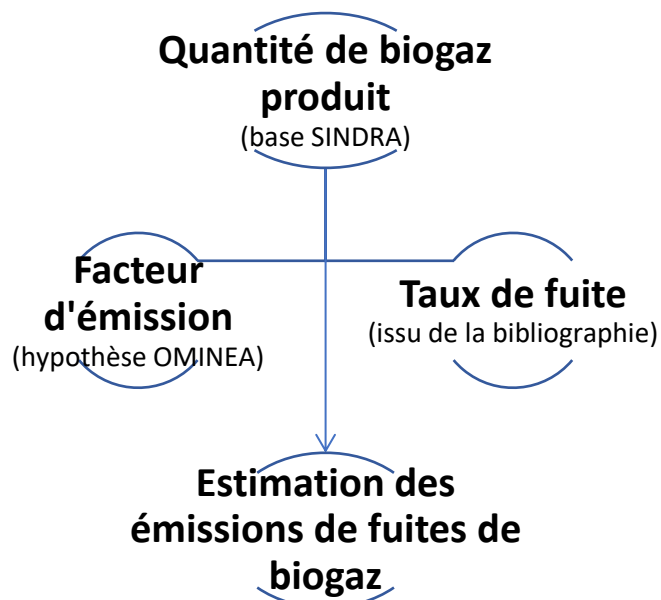 Quantité de biogaz
produit
(base SINDRA)
Facteur
d'émission
(hypothèse OMINEA)
Taux de fuite
(issu de la bibliographie)
Estimation des
émissions de fuites de
biogaz